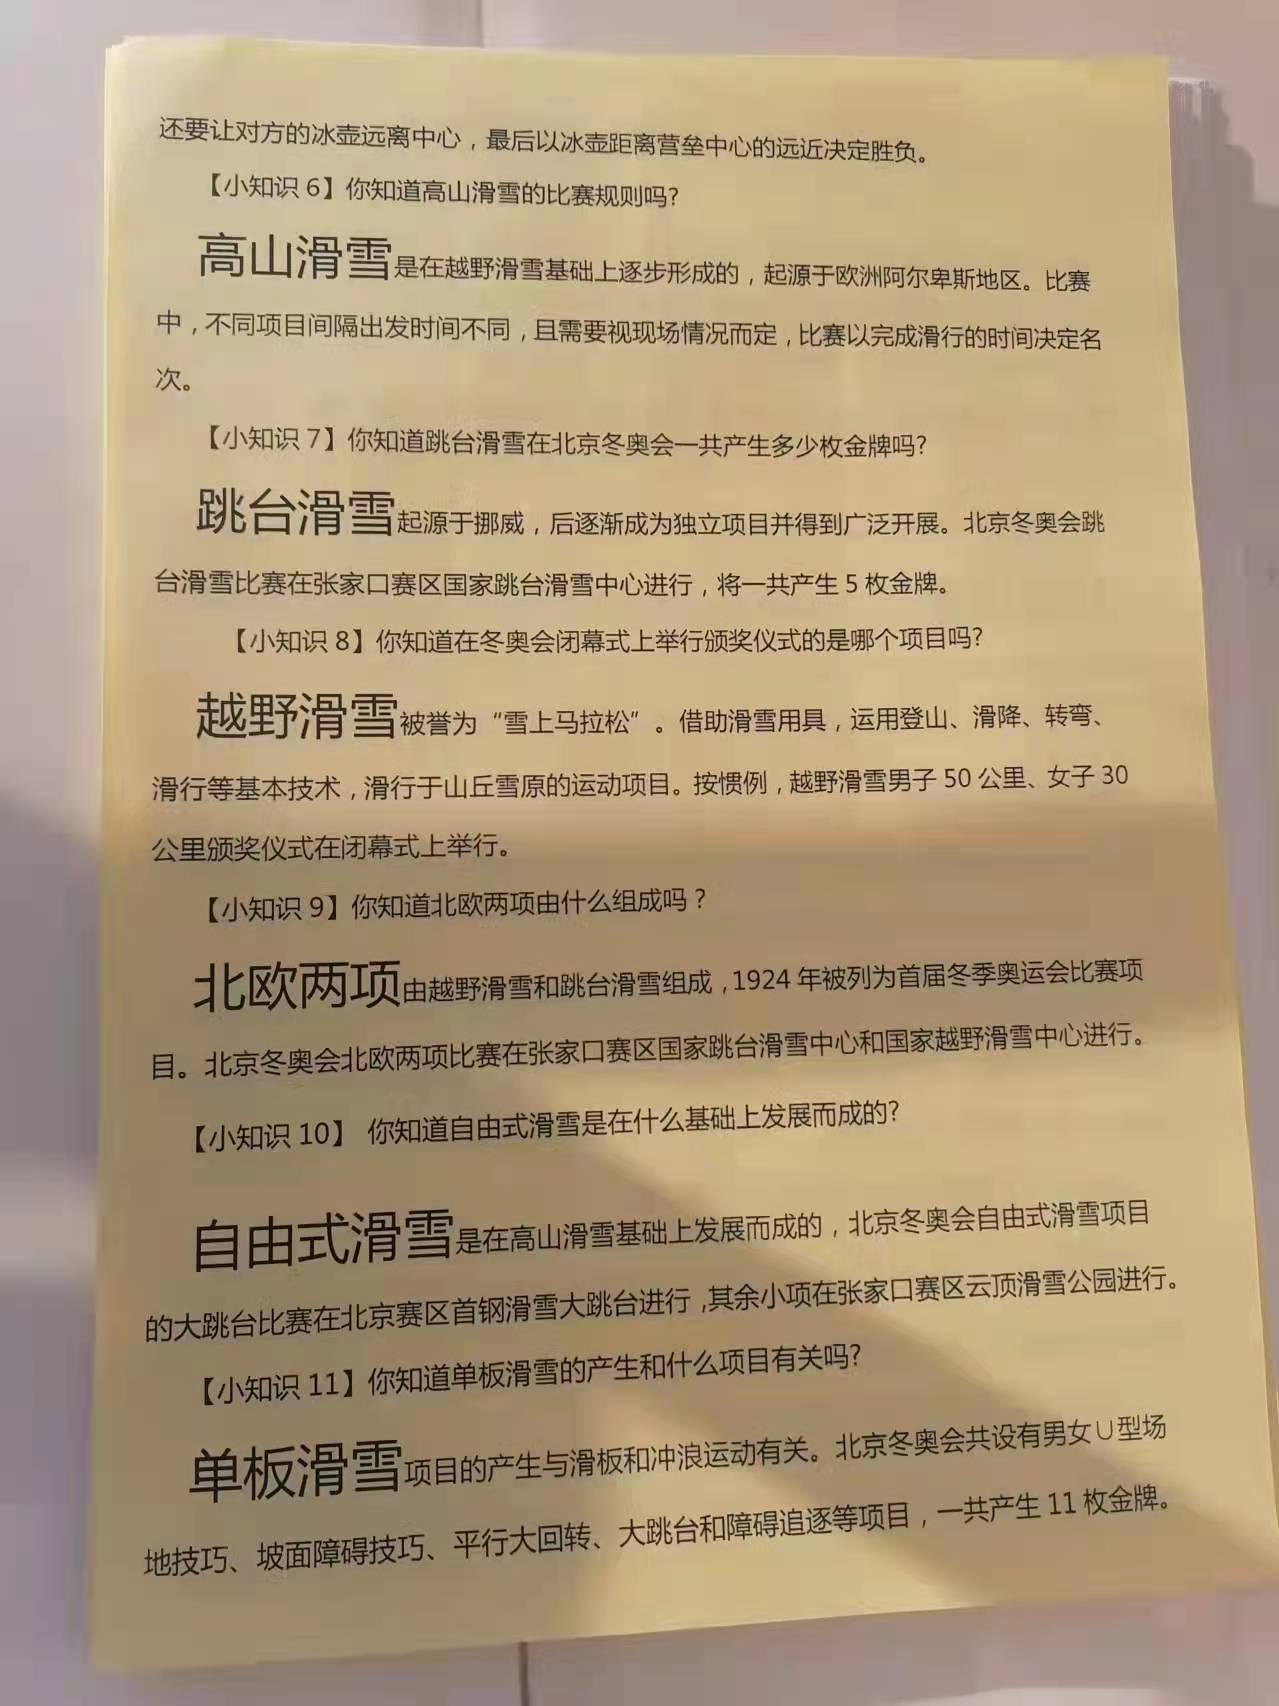 还要让对方的冰壶远离中心，最后以冰壶距离营垒中心的远近决定胜负。
【小知识6】你知道高山滑雪的比赛规则吗?
高山滑雪是在越野滑雪基础上逐步形成的，起源于欧洲阿尔卑斯地区。比赛
中，不同项目间隔出发时间不同，且需要视现场情况而定，比赛以完成滑行的时间决定名
次。
【小知识7】你知道跳台滑雪在北京冬奥会一共产生多少枚金牌吗?
跳台滑雪起源于挪威，后逐渐成为独立项目并得到广泛开展。北京冬奥会跳
台滑雪比赛在张家口赛区国家跳台滑雪中心进行，将一共产生5枚金牌。
【小知识8】你知道在冬奥会闭幕式上举行颁奖仪式的是哪个项目吗?
越野滑雪被誉为“雪上马拉松”。借助滑雪用具，运用登山、滑降、转弯、
滑行等基本技术，滑行于山丘雪原的运动项目。按惯例，越野滑雪男子50公里、女子30
公里颁奖仪式在闭幕式上举行。
【小知识9】你知道北欧两项由什么组成吗？
北欧两项由越野滑雪和跳台滑雪组成，1924年被列为首届冬季奥运会比赛项
目。北京冬奥会北欧两项比赛在张家口赛区国家跳台滑雪中心和国家越野滑雪中心进行。
【小知识10】 你知道自由式滑雪是在什么基础上发展而成的?
自由式滑雪是在高山滑雪基础上发展而成的，北京冬奥会自由式滑雪项目
的大跳台比赛在北京赛区首钢滑雪大跳台进行，其余小项在张家口赛区云顶滑雪公园进行。
【小知识11】你知道单板滑雪的产生和什么项目有关吗?
单板滑雪项目的产生与滑板和冲浪运动有关。北京冬奥会共设有男女U型场
地技巧、坡面障碍技巧、平行大回转、大跳台和障碍追逐等项目，一共产生11枚金牌。